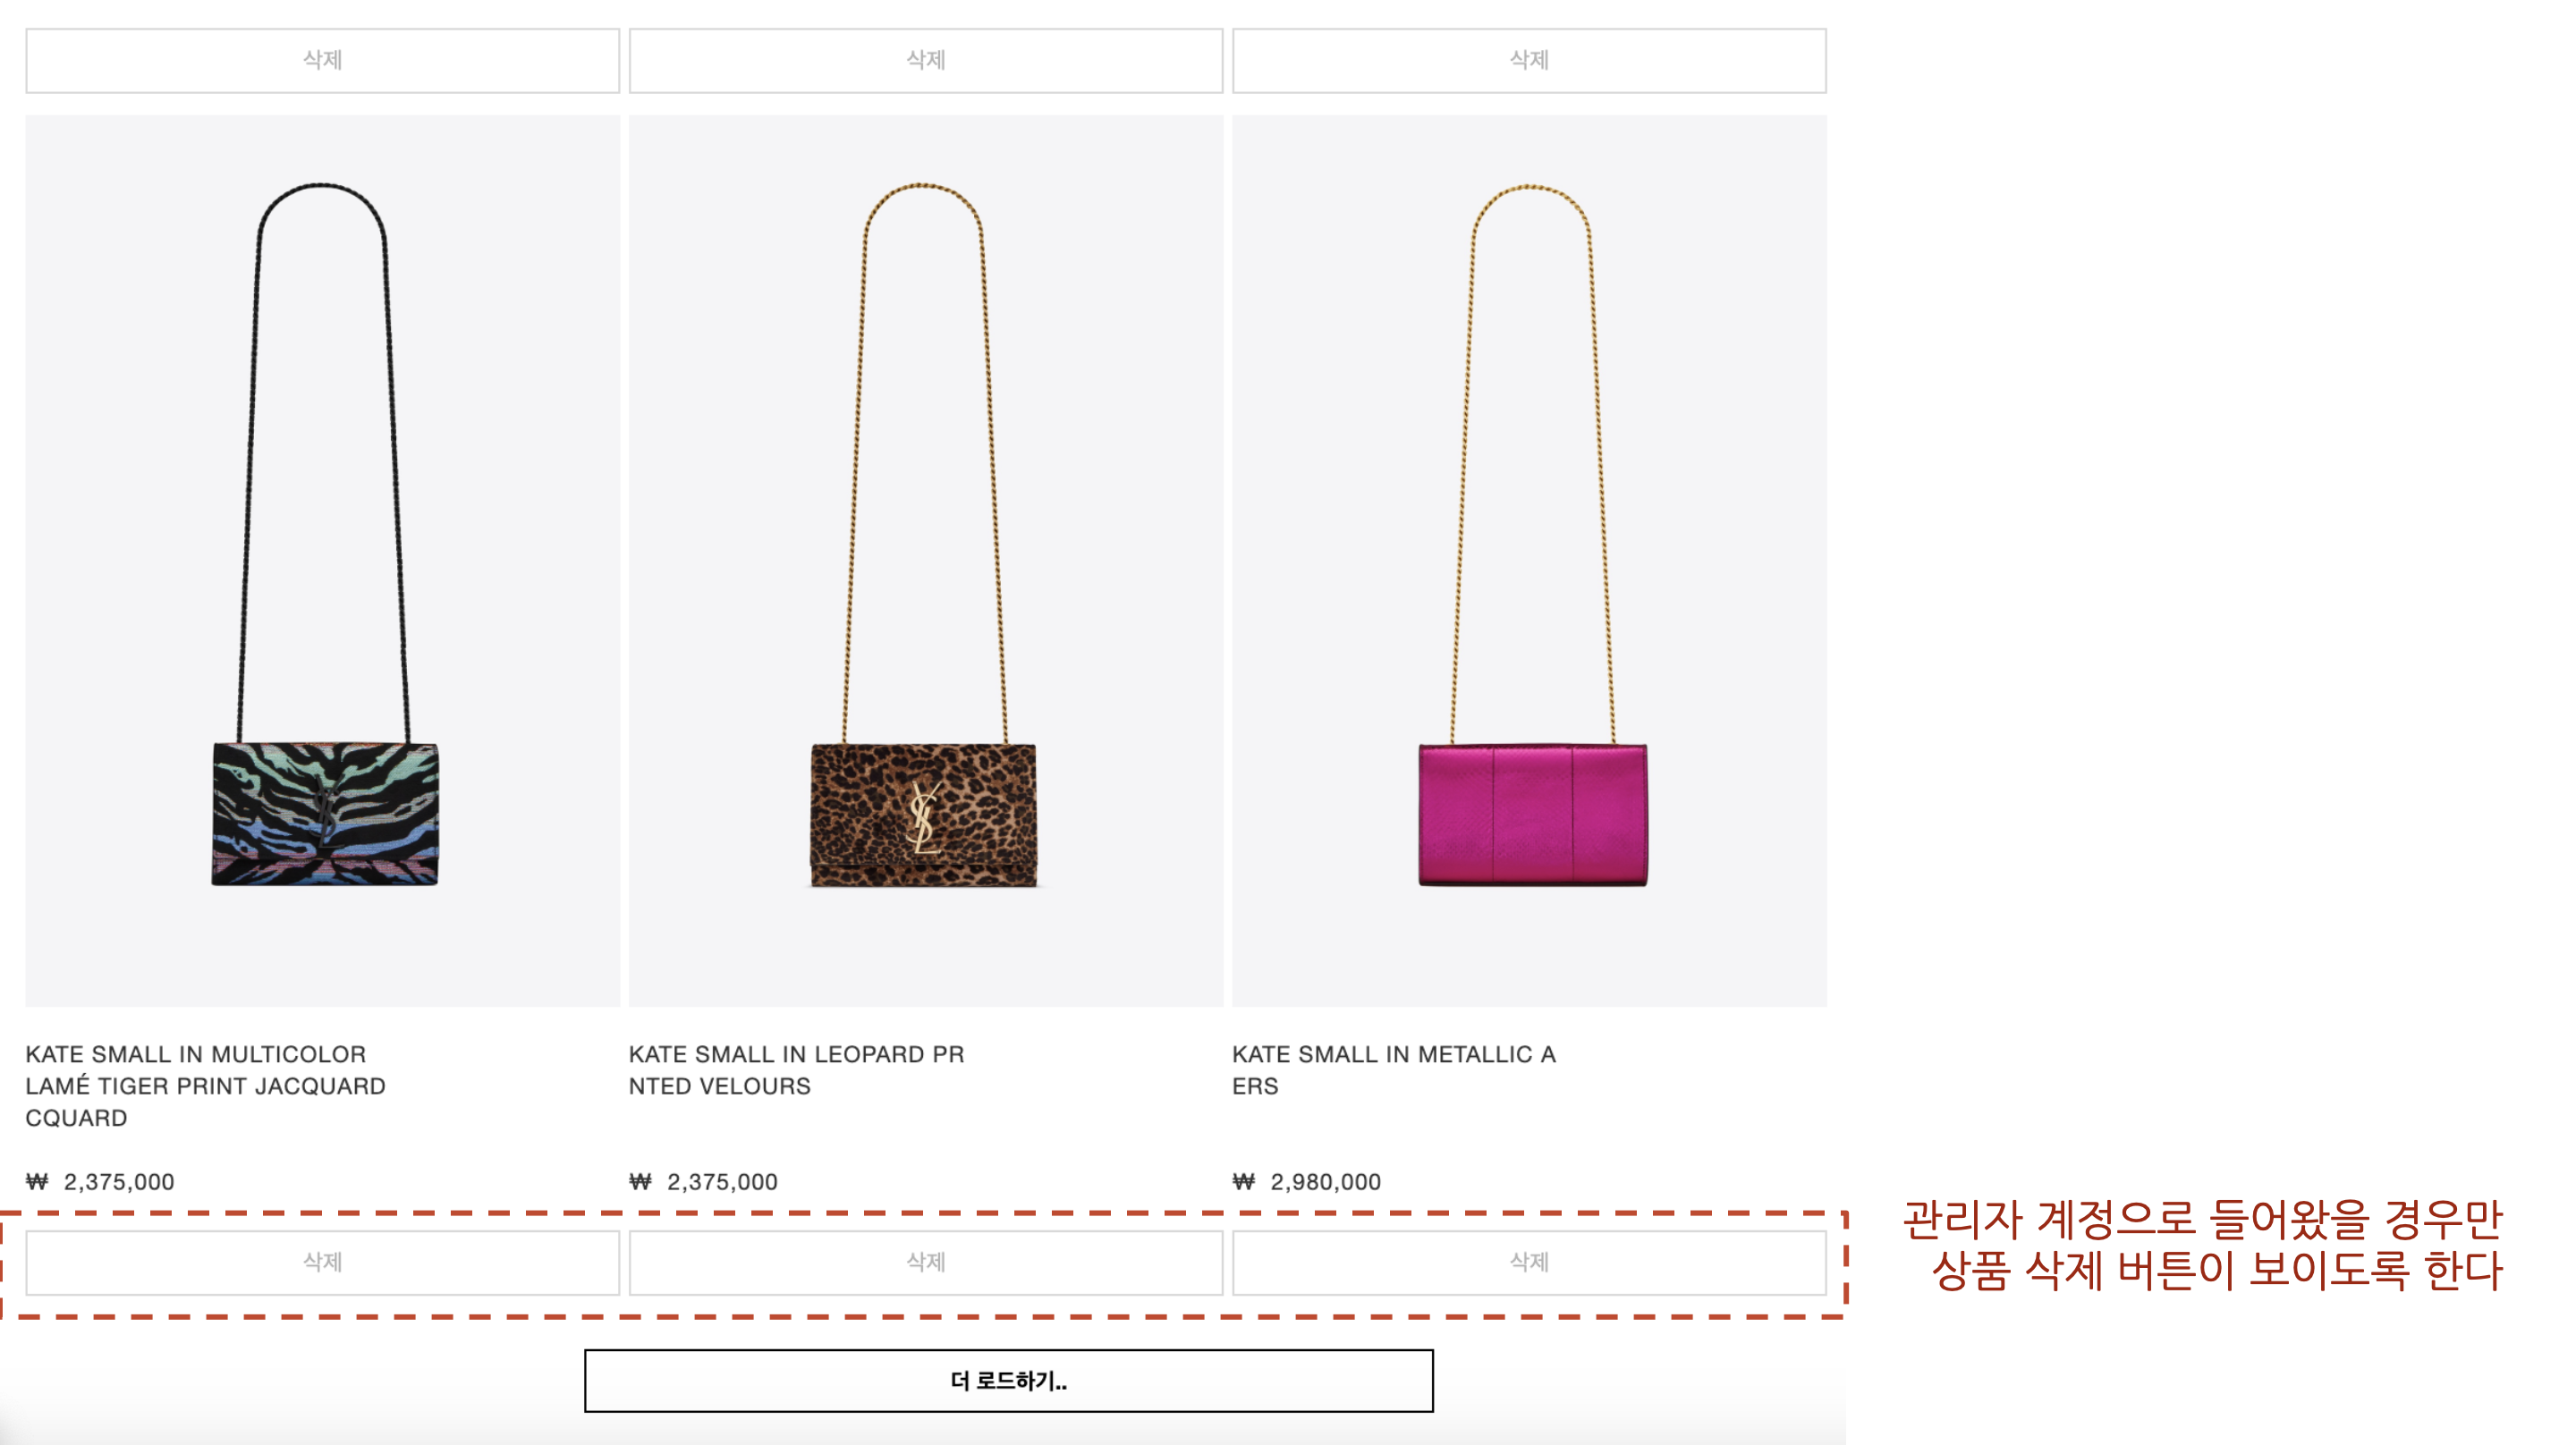 삭제
삭제
삭제
YSL
YSL
KATE SMALL IN MULTICOLOR
LAMÉ TIGER PRINT JACQUARD
CQUARD
₩ 2,375,000
KATE SMALL IN LEOPARD PR
NTED VELOURS
₩ 2,375,000
KATE SMALL IN METALLIC A
ERS
₩ 2,980,000
삭제
삭제
삭제
관리자 계정으로 들어왔을 경우만
상품 삭제 버튼이 보이도록 한다
더 로드하기..